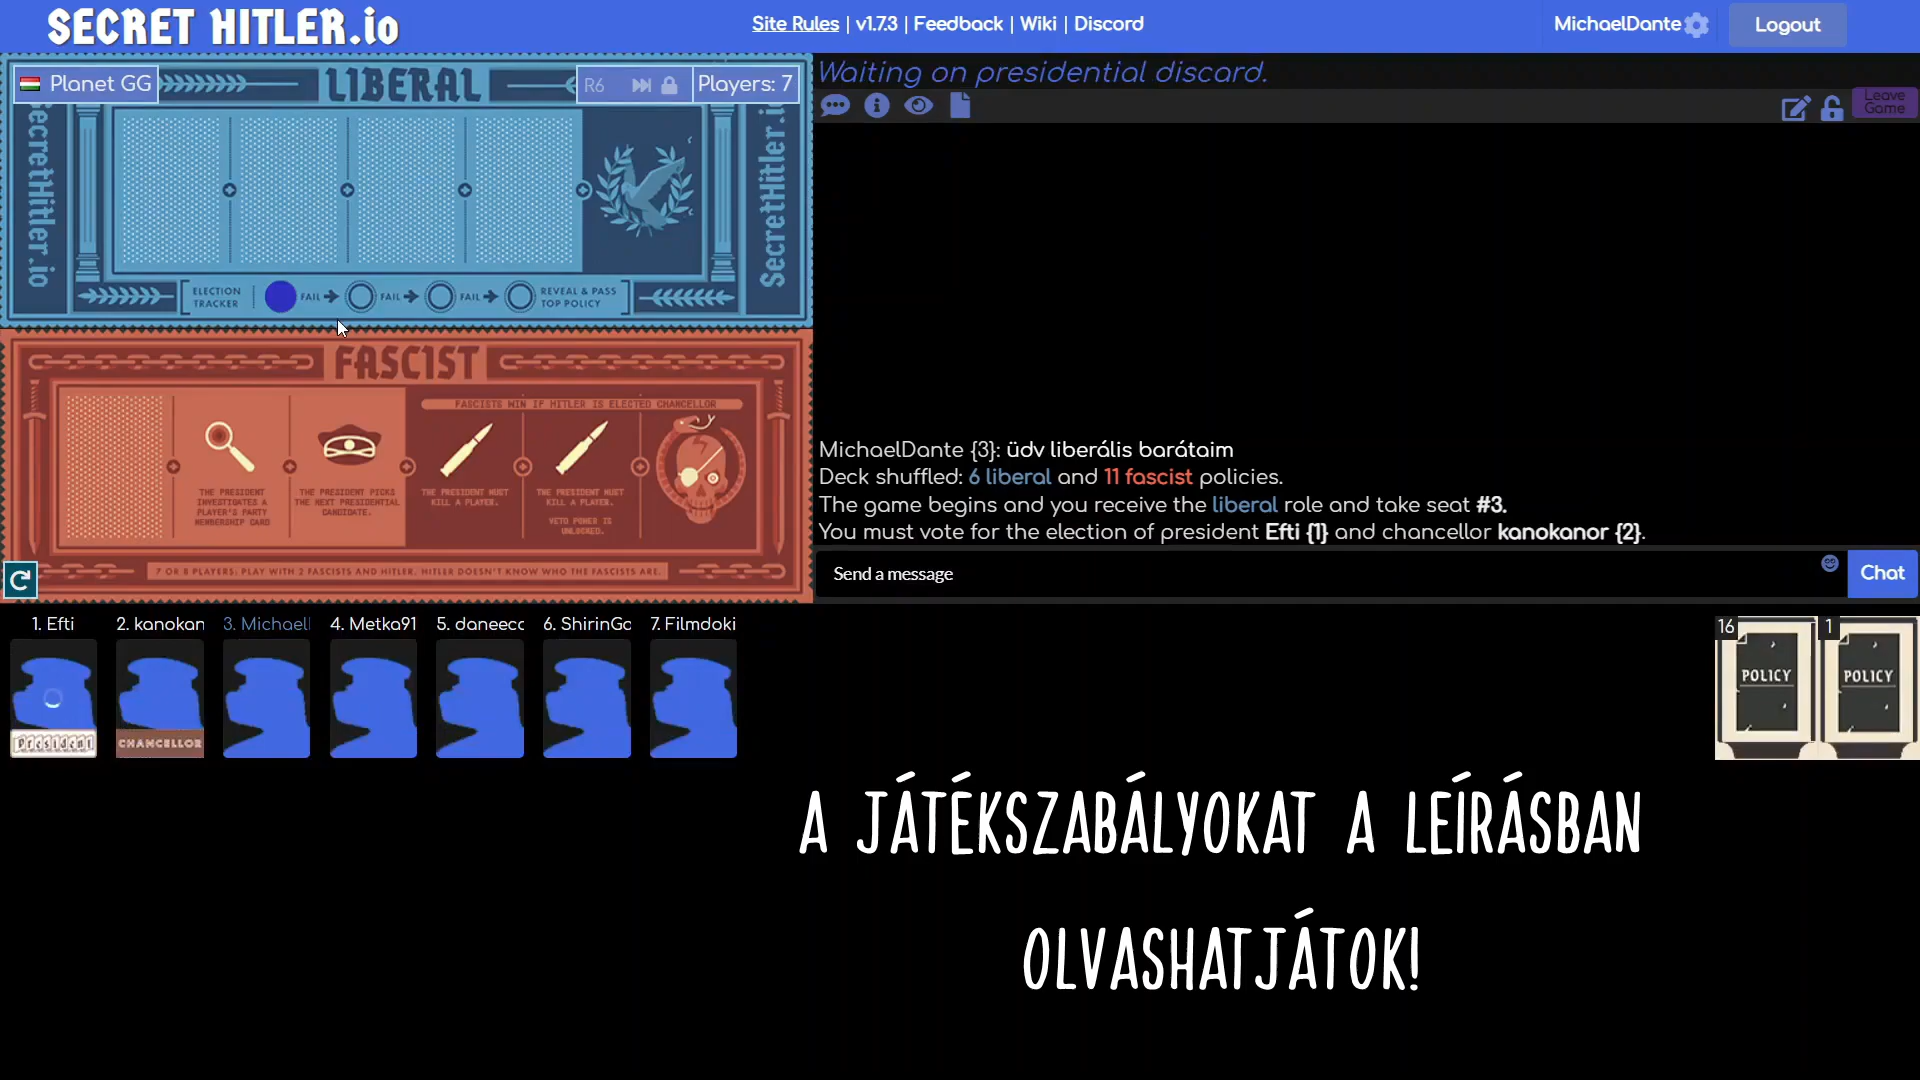 SECRET HITLER.io
Site Rules | v1.7.3 | Feedback | Wiki | Discord
MichaelDante
Logout
Planet GG
LIBERAL
R6
Players: 7
SecretHitler.io
SecretHitler.io
ELECTION
TRACKER
FAIL
FAIL
FAIL
REVEAL & PASS
TOP POLICY
FASCIST
FASCISTS WIN IF HITLER IS ELECTED CHANCELLOR
THE PRESIDENT
INVESTIGATES A
PLAYER'S PARTY
MEMBERSHIP CARD
THE PRESIDENT PICKS
THE NEXT PRESIDENTIAL
CANDIDATE.
THE PRESIDENT MUST
KILL A PLAYER.
THE PRESIDENT MUST
KILL A PLAYER.
VETO POWER IS
UNLOCKED.
7 OR 8 PLAYERS: PLAY WITH 2 FASCISTS AND HITLER. HITLER DOESN'T KNOW WHO THE FASCISTS ARE.
Waiting on presidential discard.
Leave
Game
MichaelDante {3}: üdv liberális barátaim
Deck shuffled: 6 liberal and 11 fascist policies.
The game begins and you receive the liberal role and take seat #3.
You must vote for the election of president Efti {1} and chancellor kanokanor {2}.
Send a message
Chat
1. Efti
2. kanokan
3. Michael
4. Metka91
5. daneecc
6. ShirinGo
7. Filmdoki
President
CHANCELLOR
16
POLICY
1
POLICY
A JÁTÉKSZABÁLYOKAT A LEÍRÁSBAN
OLVASHATJÁTOK!